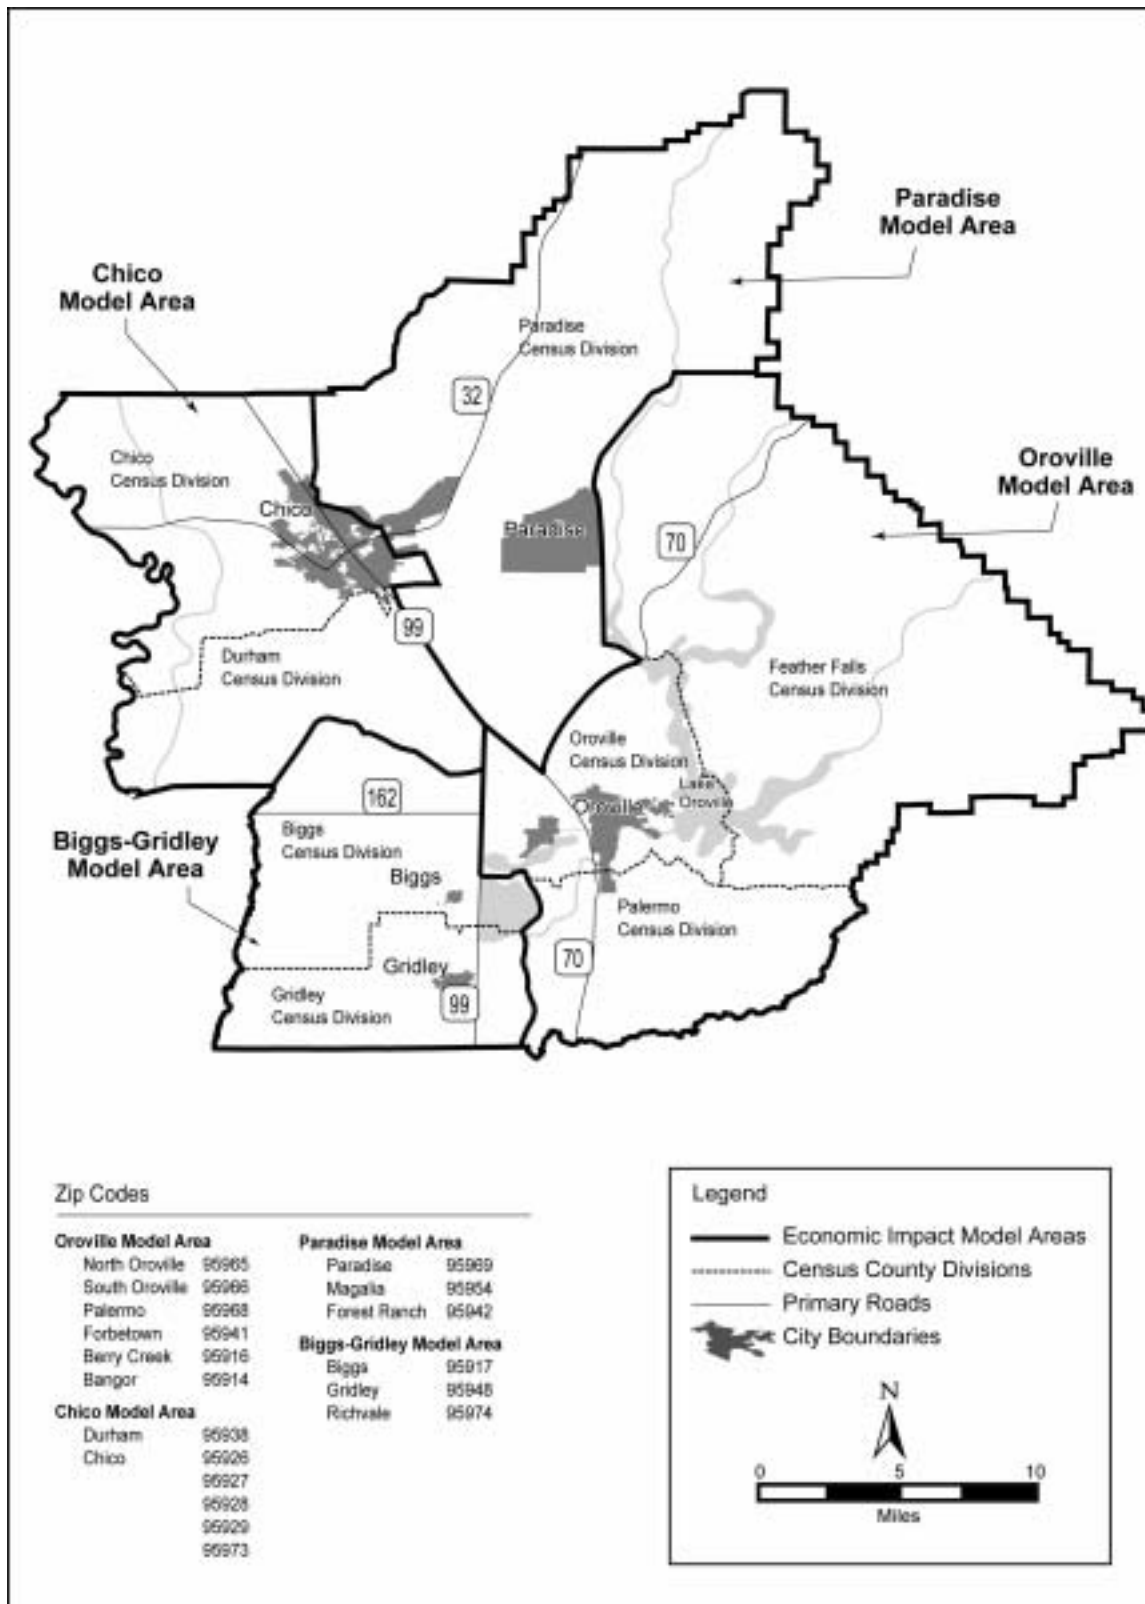 Paradise
Model Area
Chico
Model Area
Paradise
Census Division
32
Chico
Census Division
Oroville
Model Area
Chico
Paradise
70
99
Durham
Census Division
Feather Falls
Census Division
Oroville
Census Division
Lake
Oroville
Oroville
162
Biggs
Census Division
Biggs-Gridley
Model Area
Biggs
Palermo
Census Division
70
Gridley
99
Gridley
Census Division
Zip Codes
Oroville Model Area
North Oroville 95965
South Oroville 95966
Palermo 95968
Forbetown 95941
Berry Creek 95916
Bangor 95914
Chico Model Area
Durham 95938
Chico 95926
95927
95928
95929
95973
Paradise Model Area
Paradise 95969
Magalia 95954
Forest Ranch 95942
Biggs-Gridley Model Area
Biggs 95917
Gridley 95948
Richvale 95974
Legend
Economic Impact Model Areas
Census County Divisions
Primary Roads
City Boundaries
N
0 5 10
Miles